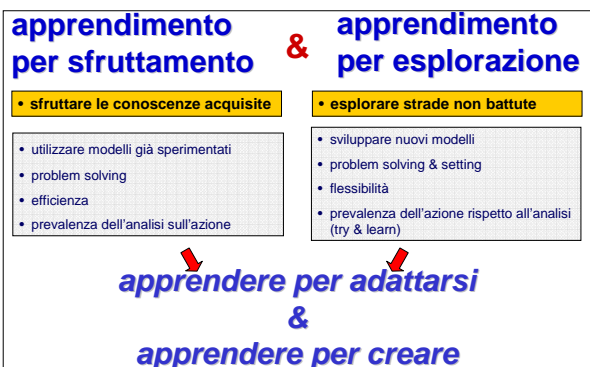 apprendimento
per sfruttamento
&
apprendimento
per esplorazione
• sfruttare le conoscenze acquisite
• utilizzare modelli già sperimentati
• problem solving
• efficienza
• prevalenza dell'analisi sull'azione
• esplorare strade non battute
• sviluppare nuovi modelli
• problem solving & setting
• flessibilità
• prevalenza dell'azione rispetto all'analisi
(try & learn)
apprendere per adattarsi
&
apprendere per creare